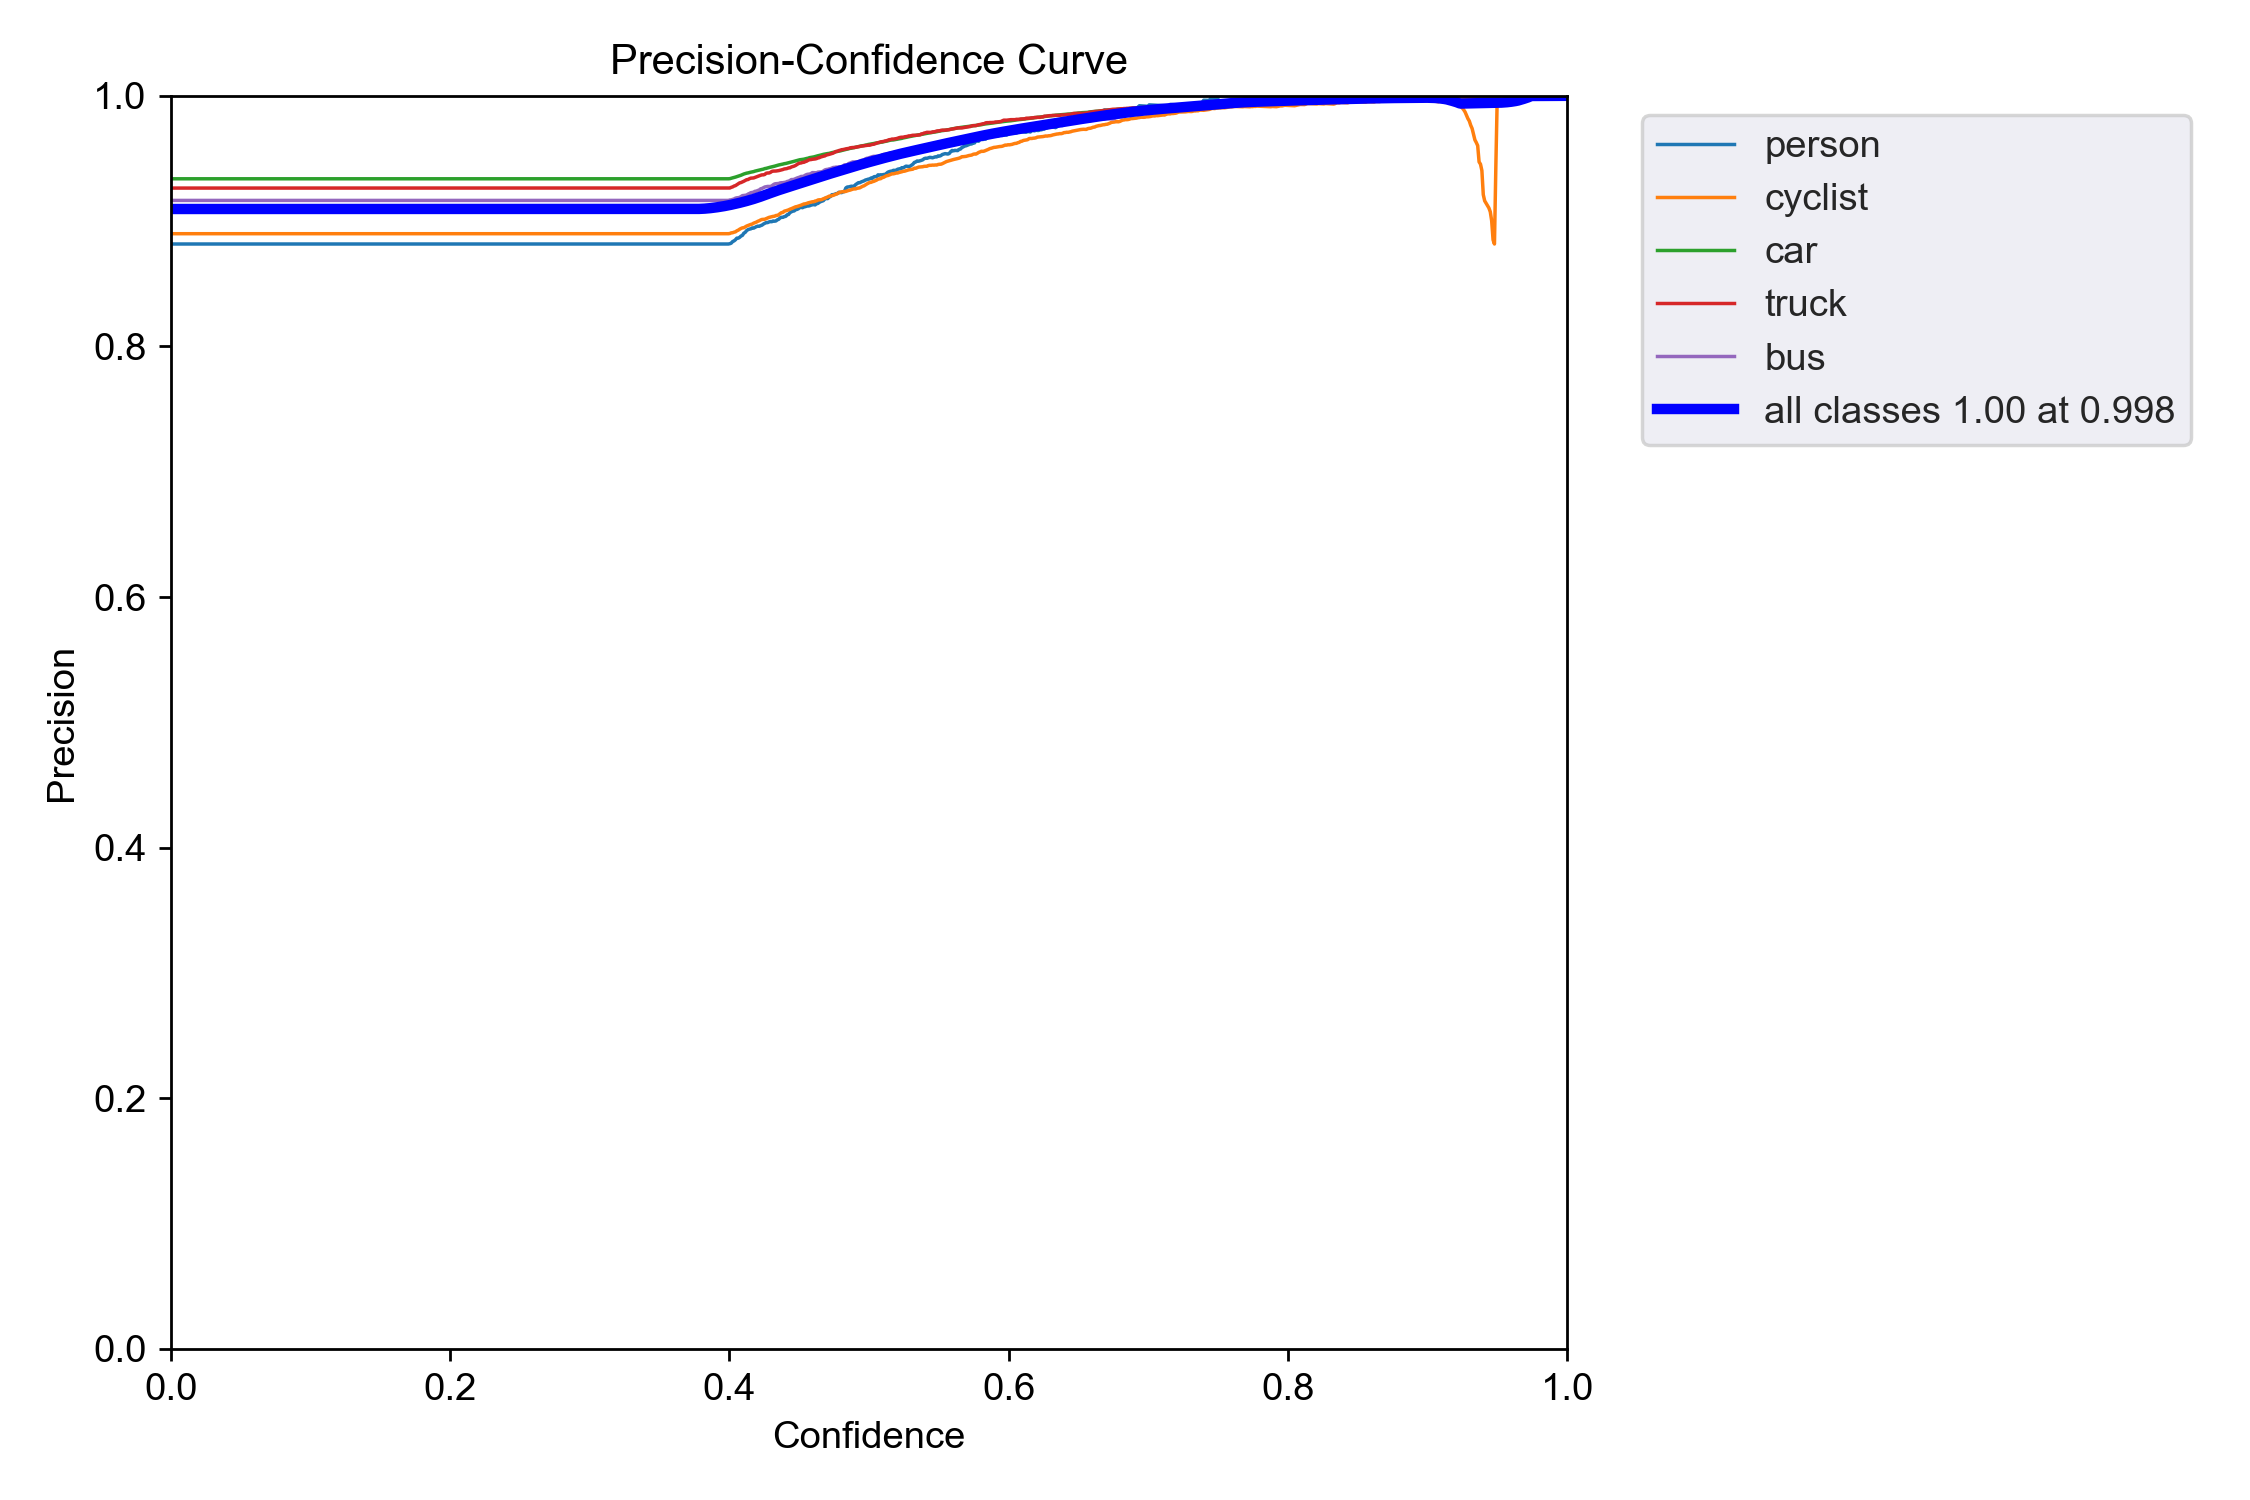 Precision-Confidence Curve
1.0
0.8
0.6
0.4
0.2
0.0
Precision
0.0 0.2 0.4 0.6 0.8 1.0
Confidence
person
cyclist
car
truck
bus
all classes 1.00 at 0.998